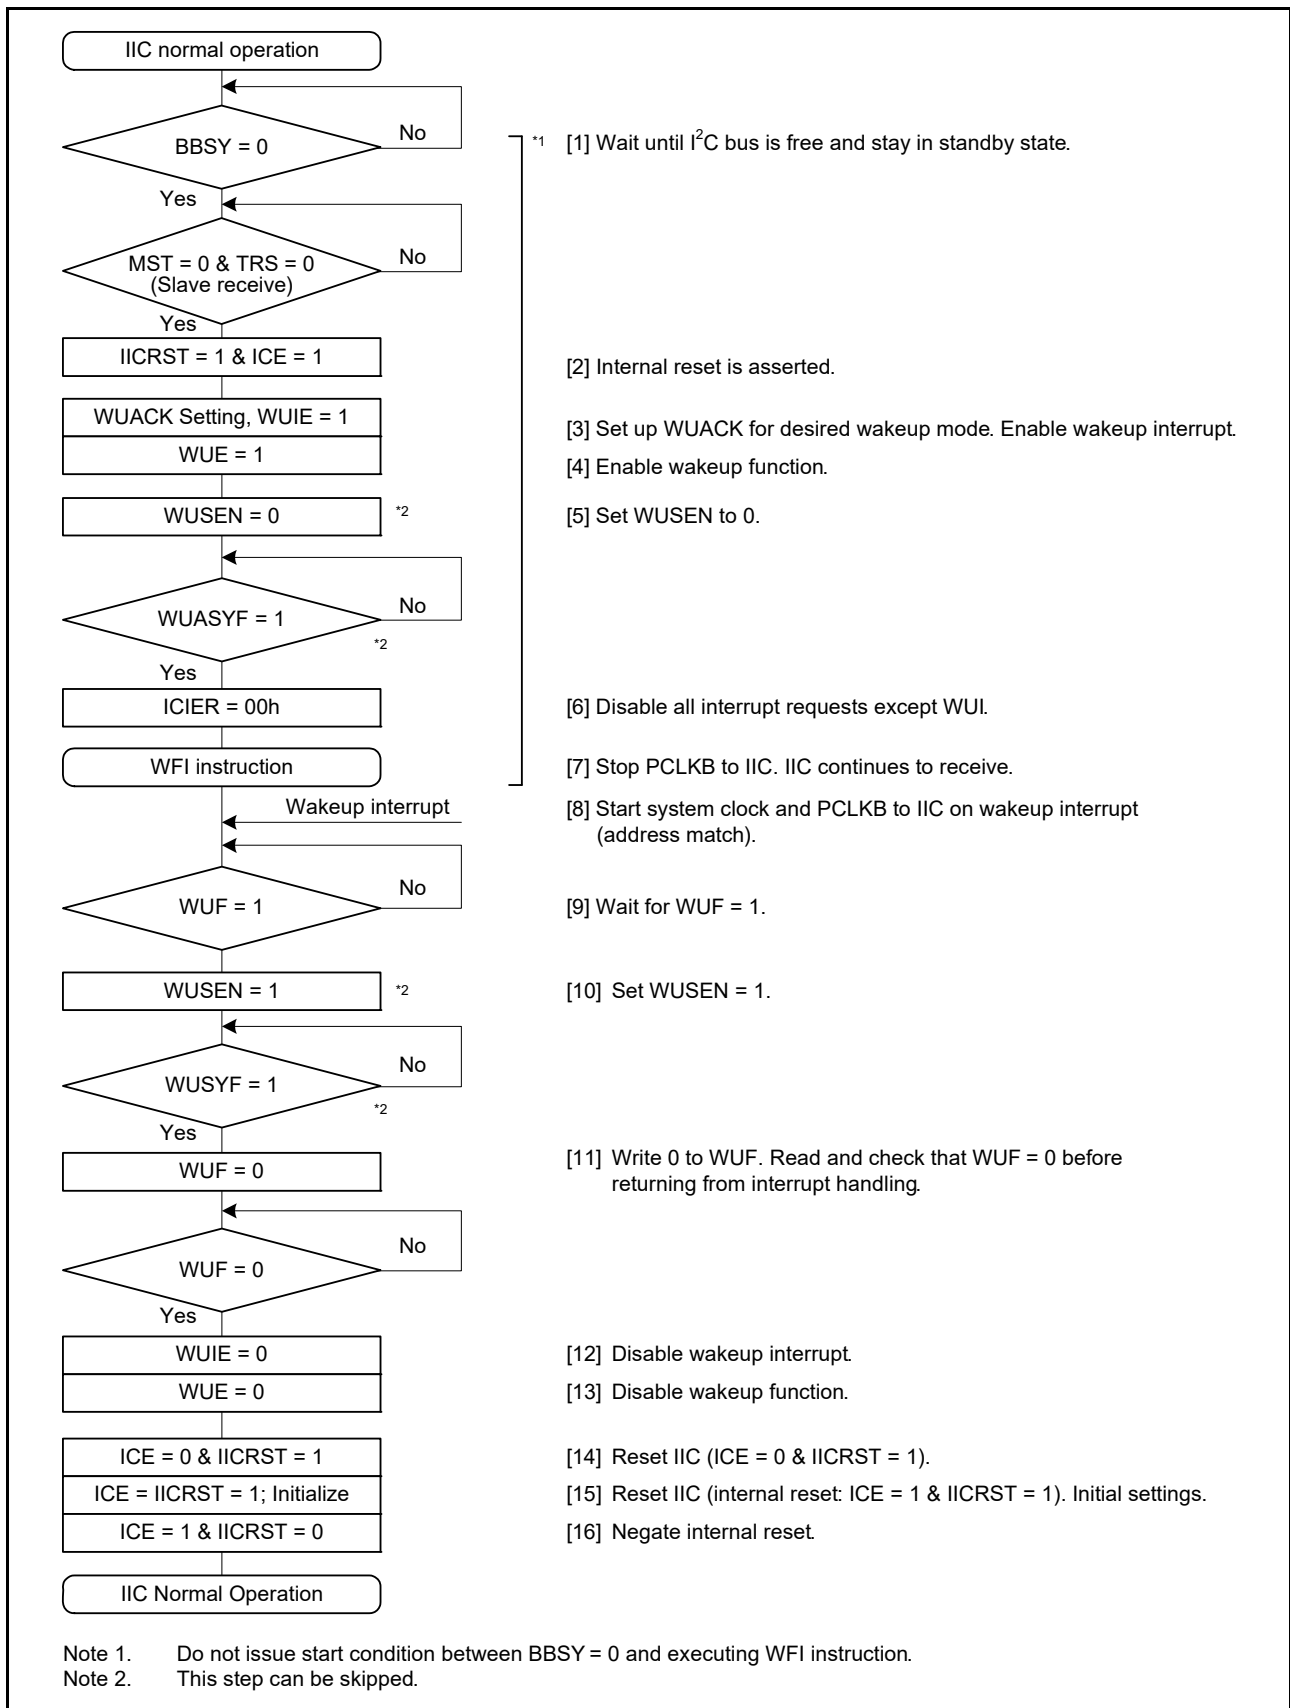 IIC normal operation
BBSY = 0
No
*1
[1] Wait until I²C bus is free and stay in standby state.
Yes
MST = 0 & TRS = 0
(Slave receive)
No
Yes
IICRST = 1 & ICE = 1
[2] Internal reset is asserted.
WUACK Setting, WUIE = 1
[3] Set up WUACK for desired wakeup mode. Enable wakeup interrupt.
WUE = 1
[4] Enable wakeup function.
WUSEN = 0
*2
[5] Set WUSEN to 0.
WUASYF = 1
No
*2
Yes
ICIER = 00h
[6] Disable all interrupt requests except WUI.
WFI instruction
[7] Stop PCLKB to IIC. IIC continues to receive.
Wakeup interrupt
[8] Start system clock and PCLKB to IIC on wakeup interrupt
(address match).
WUF = 1
No
[9] Wait for WUF = 1.
WUSEN = 1
*2
[10] Set WUSEN = 1.
WUSYF = 1
No
*2
Yes
WUF = 0
[11] Write 0 to WUF. Read and check that WUF = 0 before
returning from interrupt handling.
WUF = 0
No
Yes
WUIE = 0
[12] Disable wakeup interrupt.
WUE = 0
[13] Disable wakeup function.
ICE = 0 & IICRST = 1
[14] Reset IIC (ICE = 0 & IICRST = 1).
ICE = IICRST = 1; Initialize
[15] Reset IIC (internal reset: ICE = 1 & IICRST = 1). Initial settings.
ICE = 1 & IICRST = 0
[16] Negate internal reset.
IIC Normal Operation
Note 1. Do not issue start condition between BBSY = 0 and executing WFI instruction.
Note 2. This step can be skipped.